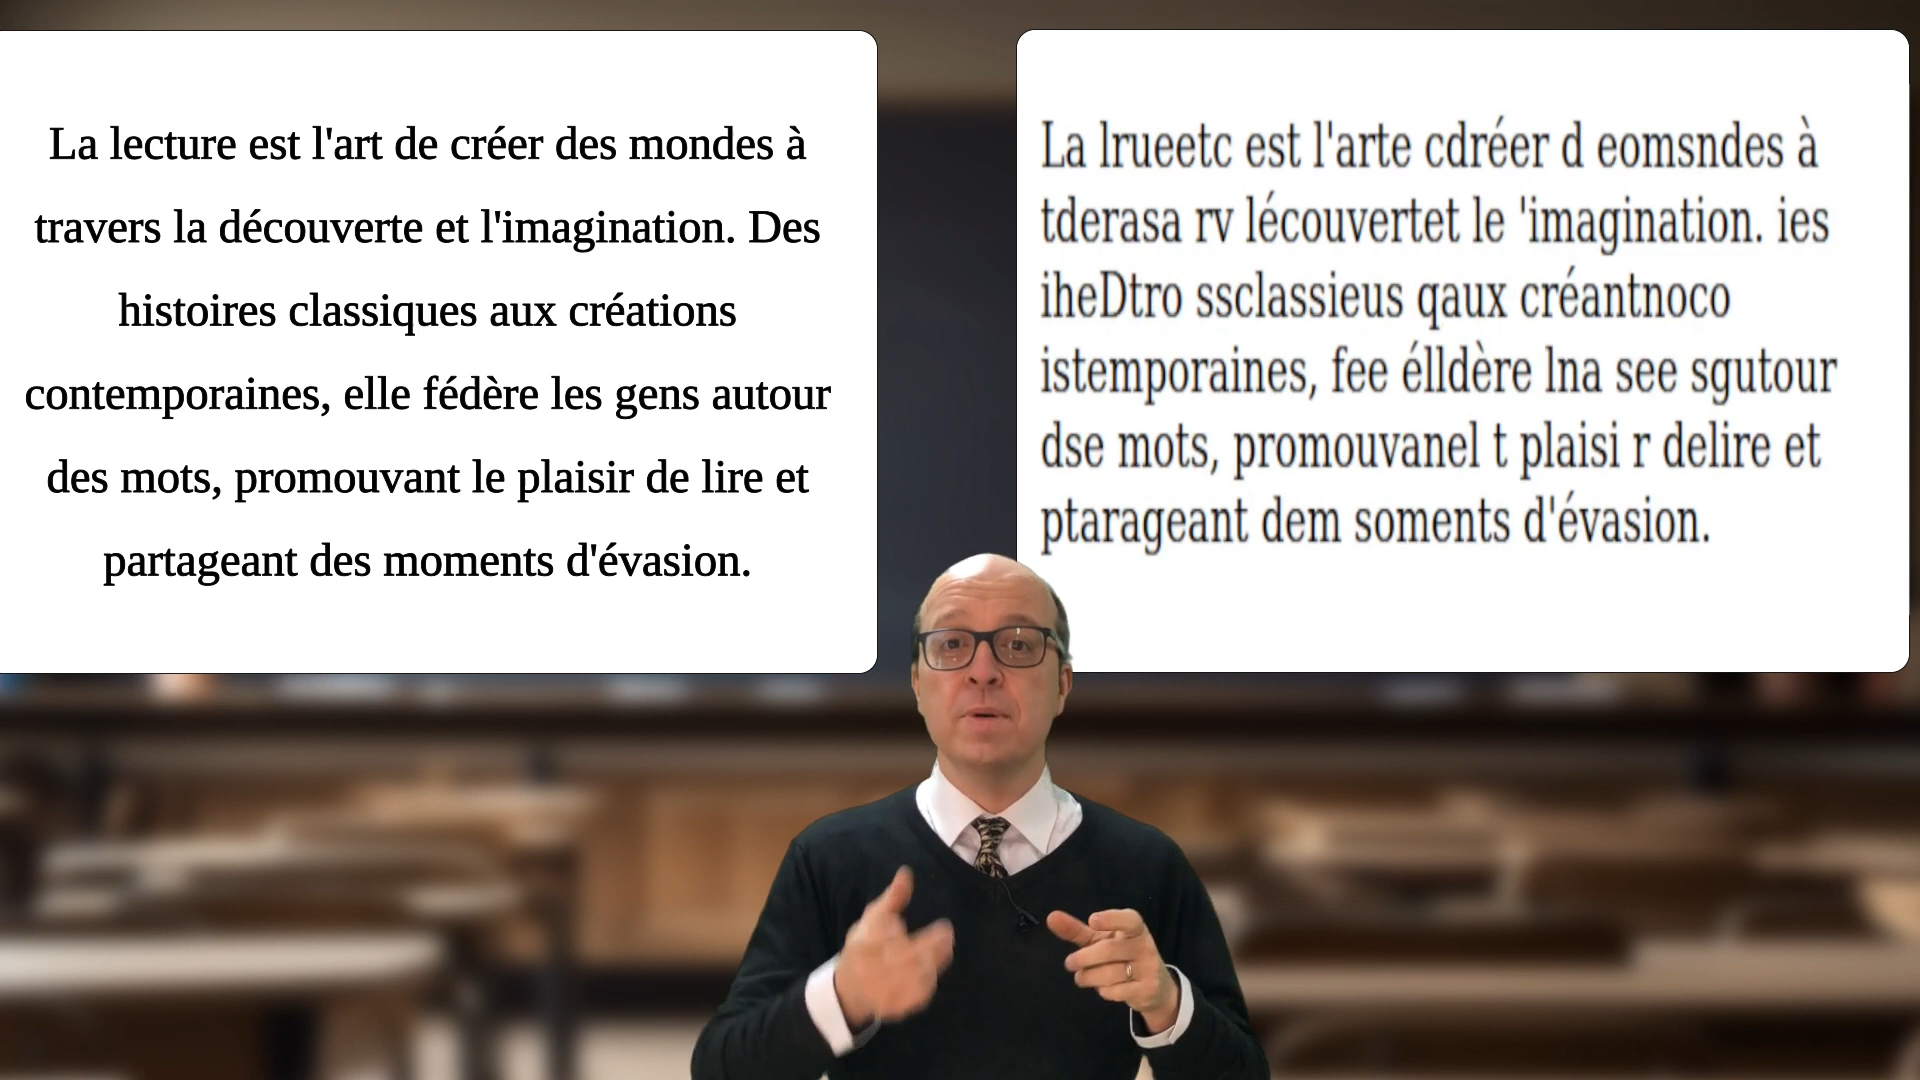 La lecture est l'art de créer des mondes à
travers la découverte et l'imagination. Des
histoires classiques aux créations
contemporaines, elle fédère les gens autour
des mots, promouvant le plaisir de lire et
partageant des moments d'évasion.
La lrueetc est l'arte cdréer d eomsndes à
tderasa rv lécouvertet le 'imagination. ies
iheDtro ssclassieus qaux créantnoco
istemporaines, fee élldère lna see sgutour
dse mots, promouvanel t plaisi r delire et
ptarageant dem soments d'évasion.